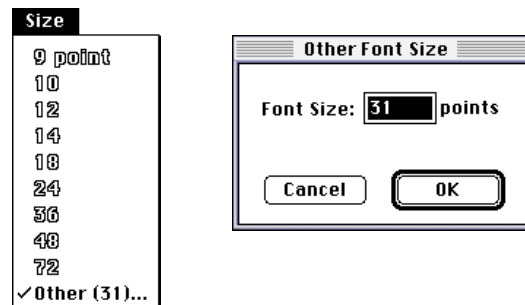 Size
9 point
10
12
14
18
24
36
48
72
✓Other (31)...
Other Font Size
Font Size: 31 points
Cancel OK